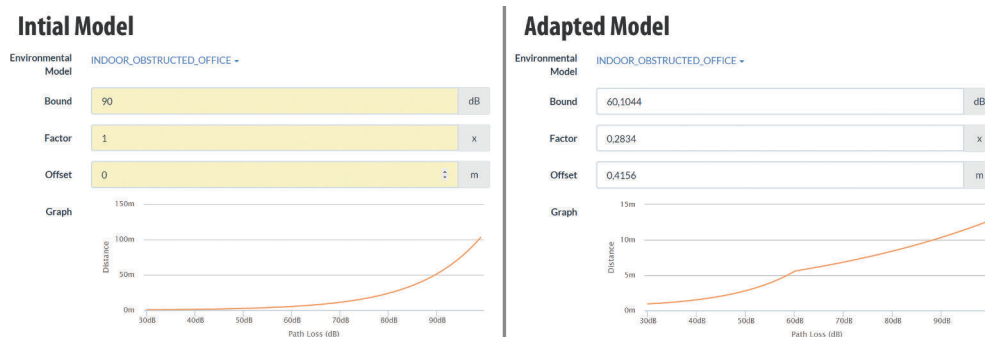 Intial Model
Environmental
Model
INDOOR_OBSTRUCTED_OFFICE
Bound
90
dB
Factor
1
x
Offset
0
m
Graph
150m
100m
50m
0m
Distance
30dB 40dB 50dB 60dB 70dB 80dB 90dB
Path Loss (dB)
Adapted Model
Environmental
Model
INDOOR_OBSTRUCTED_OFFICE
Bound
60,1044
dB
Factor
0,2834
x
Offset
0,4156
m
Graph
15m
10m
5m
0m
Distance
30dB 40dB 50dB 60dB 70dB 80dB 90dB
Path Loss (dB)